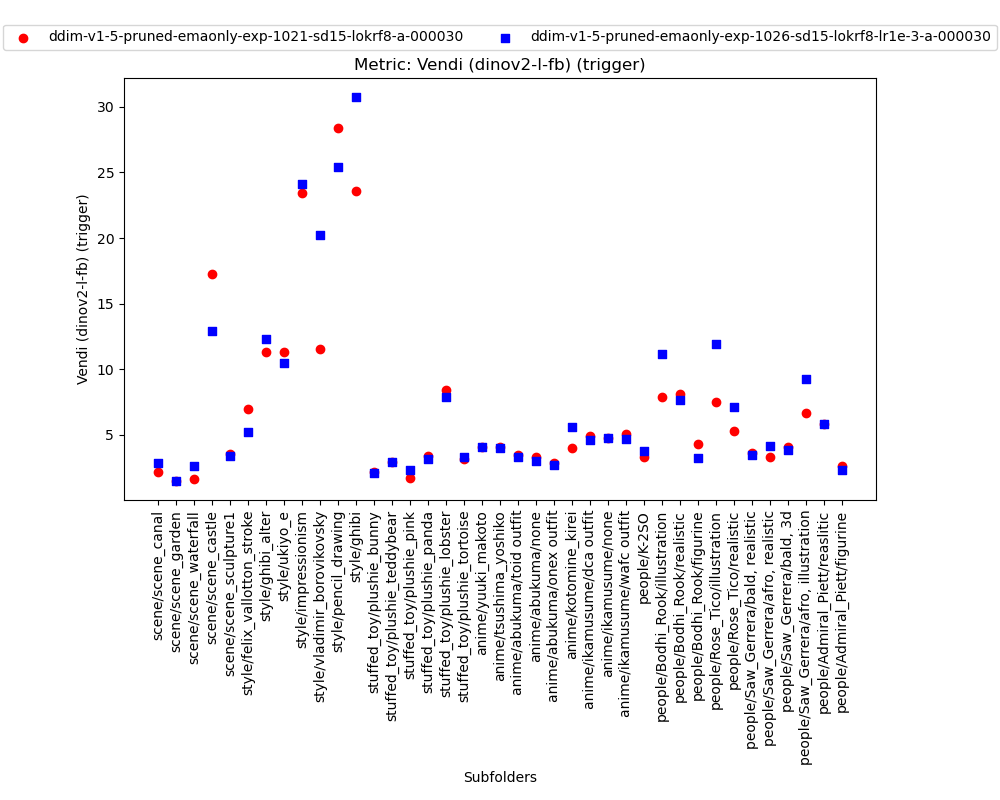 ddim-v1-5-pruned-emaonly-exp-1021-sd15-lokrf8-a-000030
ddim-v1-5-pruned-emaonly-exp-1026-sd15-lokrf8-lr1e-3-a-000030
Metric: Vendi (dinov2-l-fb) (trigger)
Vendi (dinov2-l-fb) (trigger)
30
25
20
15
10
5
scene/scene_canal
scene/scene_garden
scene/scene_waterfall
scene/scene_castle
scene/scene_sculpture1
style/felix_vallotton_stroke
style/ghibi_alter
style/ukiyo_e
style/impressionism
style/vladimir_borovikovsky
style/pencil_drawing
style/ghibi
stuffed_toy/plushie_bunny
stuffed_toy/plushie_teddybear
stuffed_toy/plushie_pink
stuffed_toy/plushie_panda
stuffed_toy/plushie_lobster
stuffed_toy/plushie_tortoise
anime/yuuki_makoto
anime/tsushima_yoshiko
anime/abukuma/toid outfit
anime/abukuma/none
anime/abukuma/onex outfit
anime/kotomine_kirei
anime/ikamusume/dca outfit
anime/ikamusume/none
anime/ikamusume/wafc outfit
people/K-2SO
people/Bodhi_Rook/illustration
people/Bodhi_Rook/realistic
people/Bodhi_Rook/figurine
people/Rose_Tico/illustration
people/Rose_Tico/realistic
people/Saw_Gerrera/bald, realistic
people/Saw_Gerrera/afro, realistic
people/Saw_Gerrera/bald, 3d
people/Saw_Gerrera/afro, illustration
people/Admiral_Piett/reaslitic
people/Admiral_Piett/figurine
Subfolders